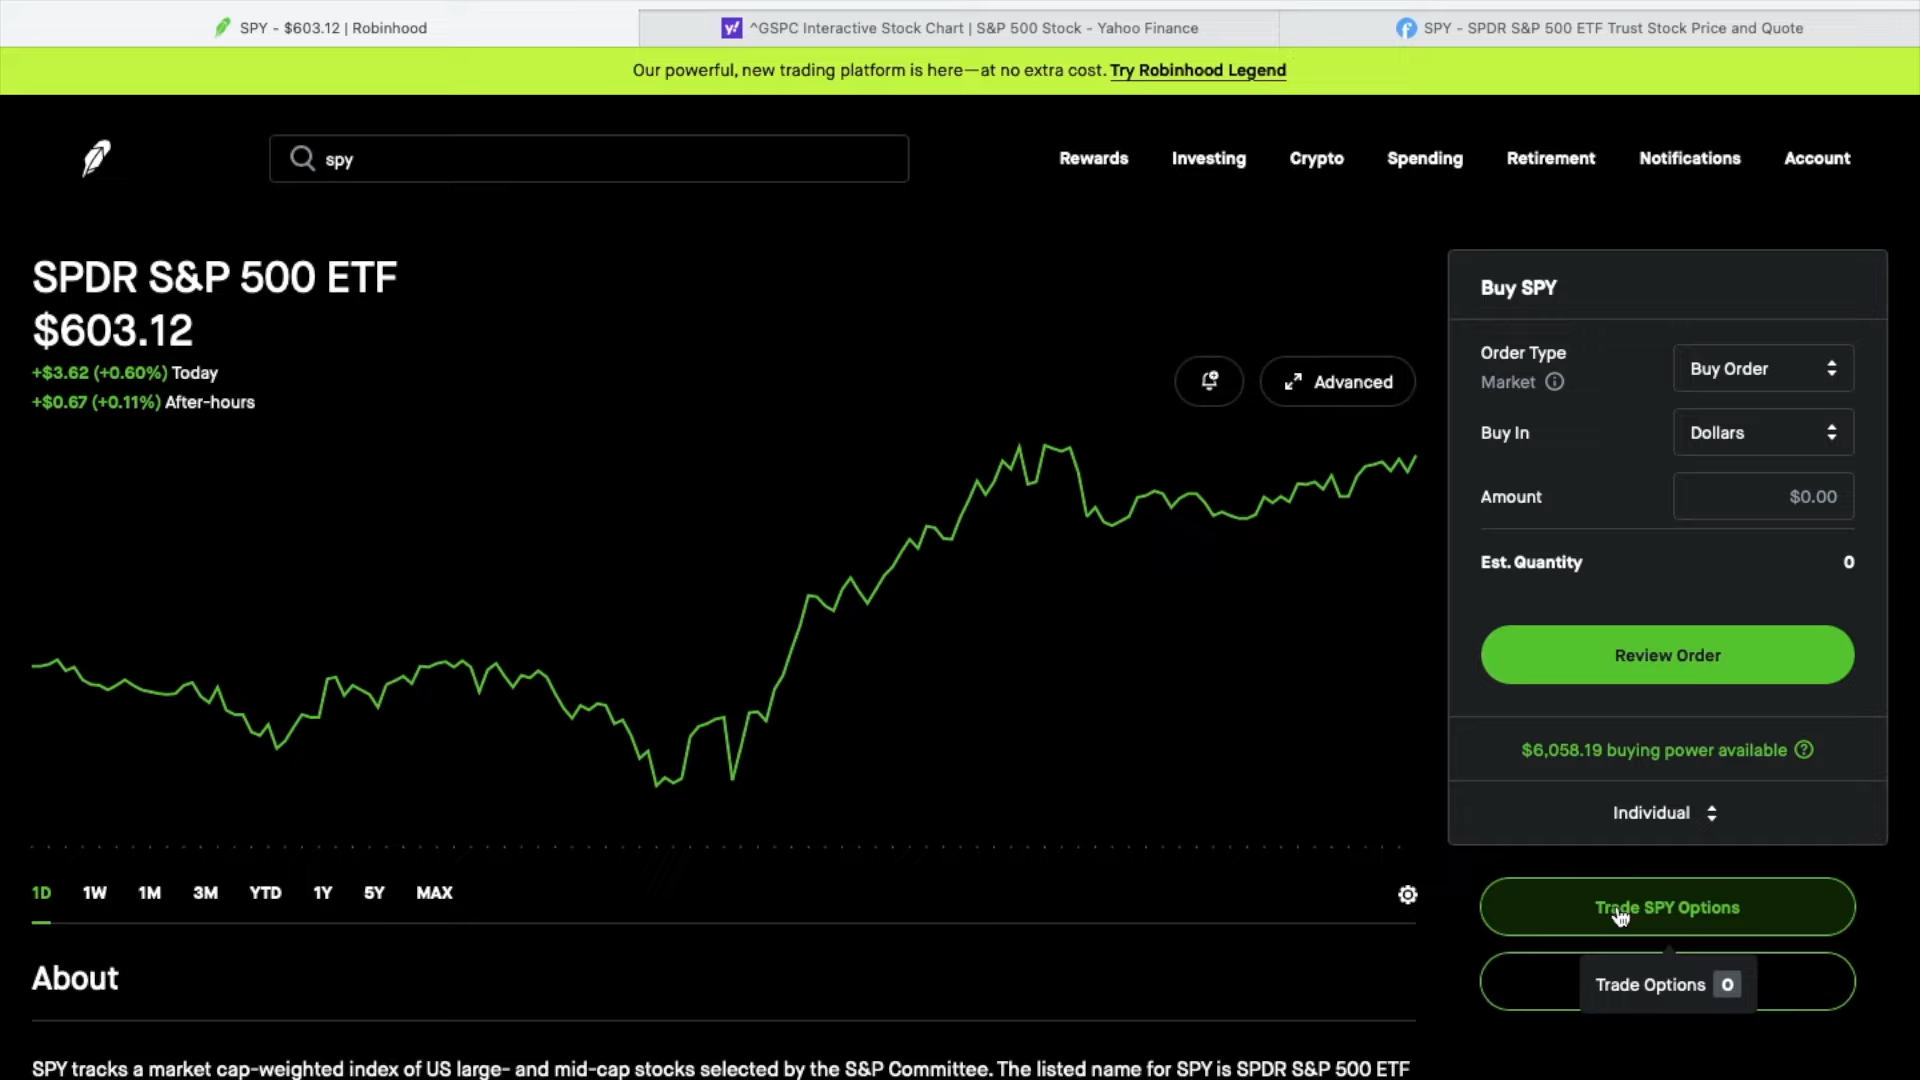 SPY - $603.12 | Robinhood
^GSPC Interactive Stock Chart | S&P 500 Stock - Yahoo Finance
SPY - SPDR S&P 500 ETF Trust Stock Price and Quote
Our powerful, new trading platform is here—at no extra cost. Try Robinhood Legend
spy
Rewards
Investing
Crypto
Spending
Retirement
Notifications
Account
SPDR S&P 500 ETF
$603.12
+$3.62 (+0.60%) Today
+$0.67 (+0.11%) After-hours
Advanced
1D
1W
1M
3M
YTD
1Y
5Y
MAX
About
SPY tracks a market cap-weighted index of US large- and mid-cap stocks selected by the S&P Committee. The listed name for SPY is SPDR S&P 500 ETF
Buy SPY
Order Type
Market
Buy Order
Buy In
Dollars
Amount
$0.00
Est. Quantity
0
Review Order
$6,058.19 buying power available
Individual
Trade SPY Options
Trade Options O